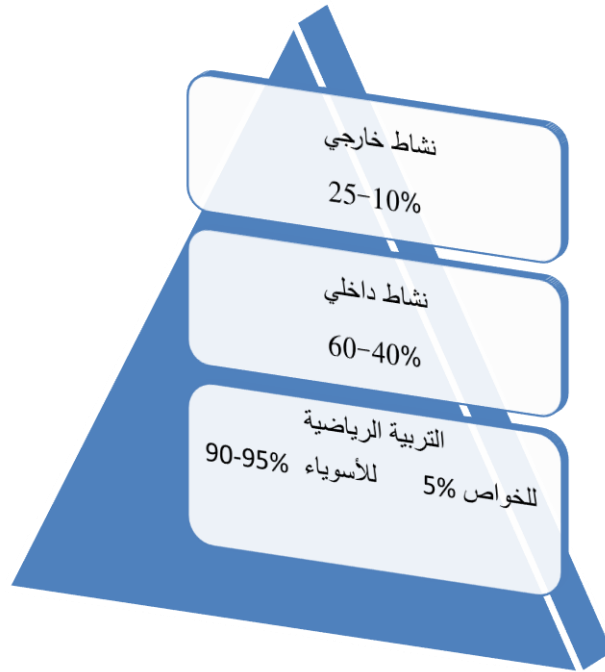 نشاط خارجي
25-10%
نشاط داخلي
60-40%
التربية الرياضية
للخواص 5% للأسوياء 90-95%